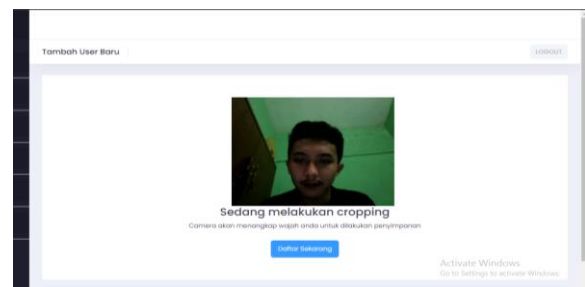 Tambah User Baru
LOGOUT
Sedang melakukan cropping
Camera akan menangkap wajah anda untuk dilakukan penyimpanan
Daftar Sekarang
Activate Windows
Go to Settings to activate Windows.